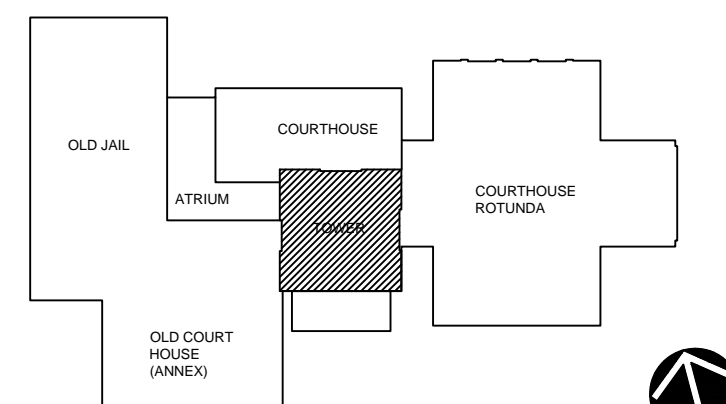 OLD JAIL
COURTHOUSE
ATRIUM
TOWER
COURTHOUSE
ROTUNDA
OLD COURT
HOUSE
(ANNEX)